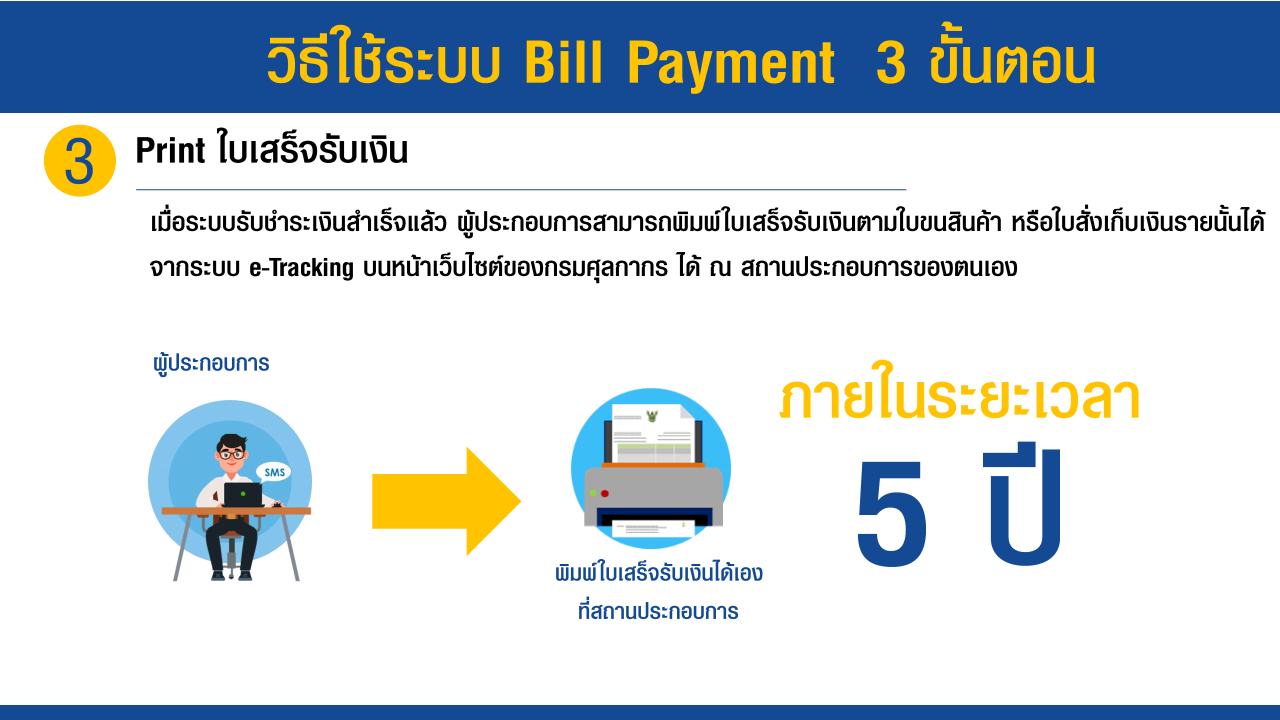 วิธีใช้ระบบ Bill Payment 3 ขั้นตอน
3
Print ใบเสร็จรับเงิน
เมื่อระบบรับชำระเงินสำเร็จแล้ว ผู้ประกอบการสามารถพิมพ์ใบเสร็จรับเงินตามใบขนสินค้า หรือใบสั่งเก็บเงินรายนั้นได้
จากระบบ e-Tracking บนหน้าเว็บไซต์ของกรมศุลกากร ได้ ณ สถานประกอบการของตนเอง
ผู้ประกอบการ
SMS
พิมพ์ใบเสร็จรับเงินได้เอง
ที่สถานประกอบการ
ภายในระยะเวลา
5 ปี